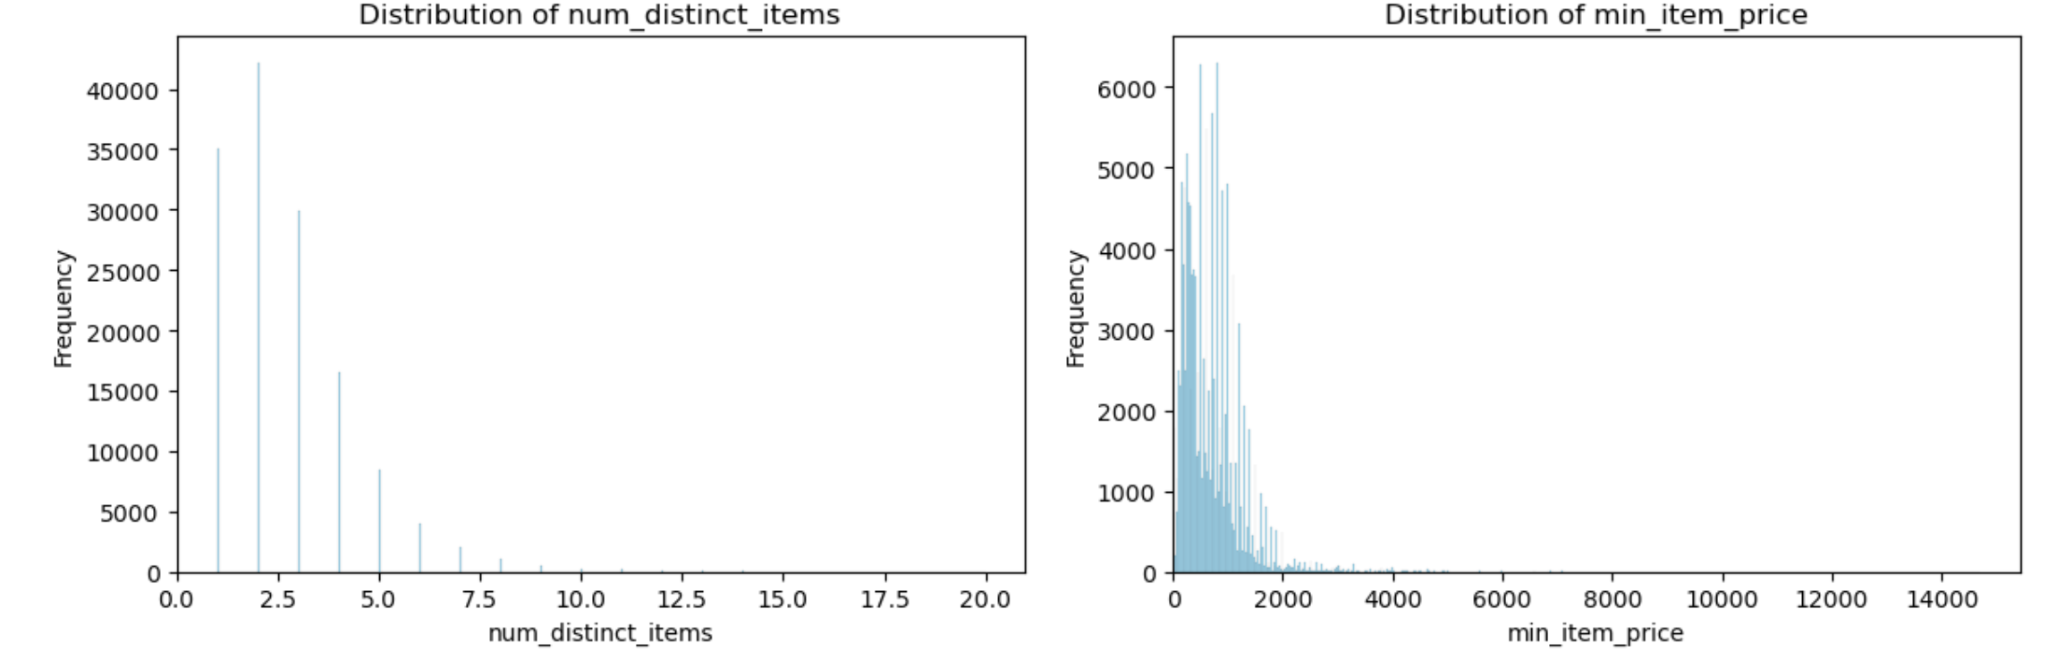 Distribution of num_distinct_items
Frequency
40000
35000
30000
25000
20000
15000
10000
5000
0
0.0 2.5 5.0 7.5 10.0 12.5 15.0 17.5 20.0
num_distinct_items
Distribution of min_item_price
Frequency
6000
5000
4000
3000
2000
1000
0
0 2000 4000 6000 8000 10000 12000 14000
min_item_price